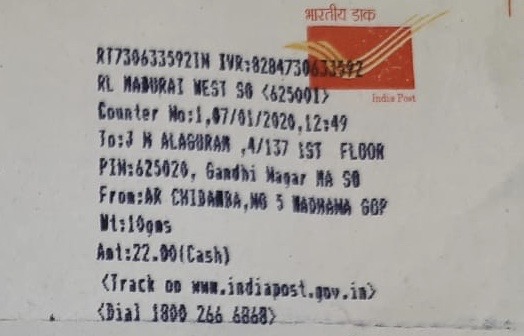 भारतीय डाक
RT730633592IN IVR:8284730633592
India Post
RL MADURAI WEST SO <625001>
Counter No:1,07/01/2020,12:49
To:J M ALAGURAM ,4/137 1ST FLOOR
PIN:625020, Gandhi Nagar MA SO
From:AR CHIDAMBA,NO 5 MADHANA GOP
Wt:10gms
Amt:22.00(Cash)
<Track on www.indiapost.gov.in>
<Dial 1800 266 6868>